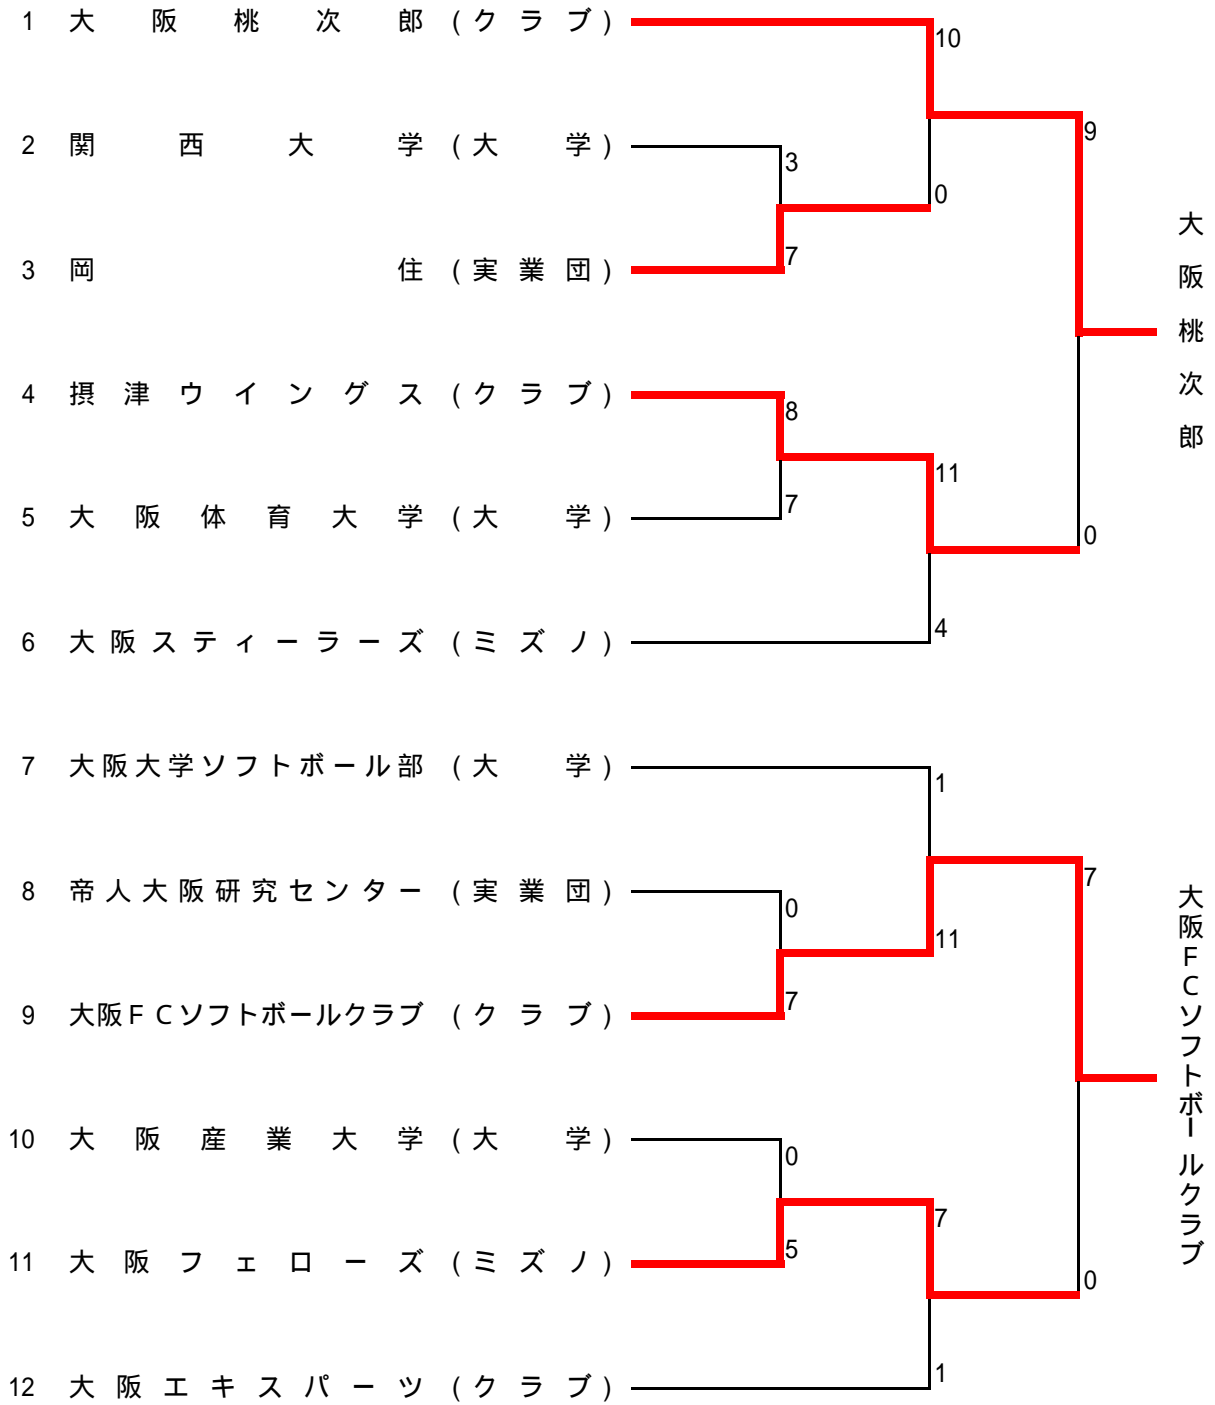 1 大阪桃次郎 (クラブ)
10
9
2 関西大学 (大学)
3
0
3 岡住 (実業団)
7
大阪桃次郎
4 摂津ウイングス (クラブ)
8
11
5 大阪体育大学 (大学)
7
0
6 大阪スティーラーズ (ミズノ)
4
7 大阪大学ソフトボール部 (大学)
1
7
8 帝人大阪研究センター (実業団)
0
11
9 大阪FCソフトボールクラブ (クラブ)
7
大阪FCソフトボールクラブ
10 大阪産業大学 (大学)
0
7
11 大阪フェローズ (ミズノ)
5
0
12 大阪エキスパーツ (クラブ)
1